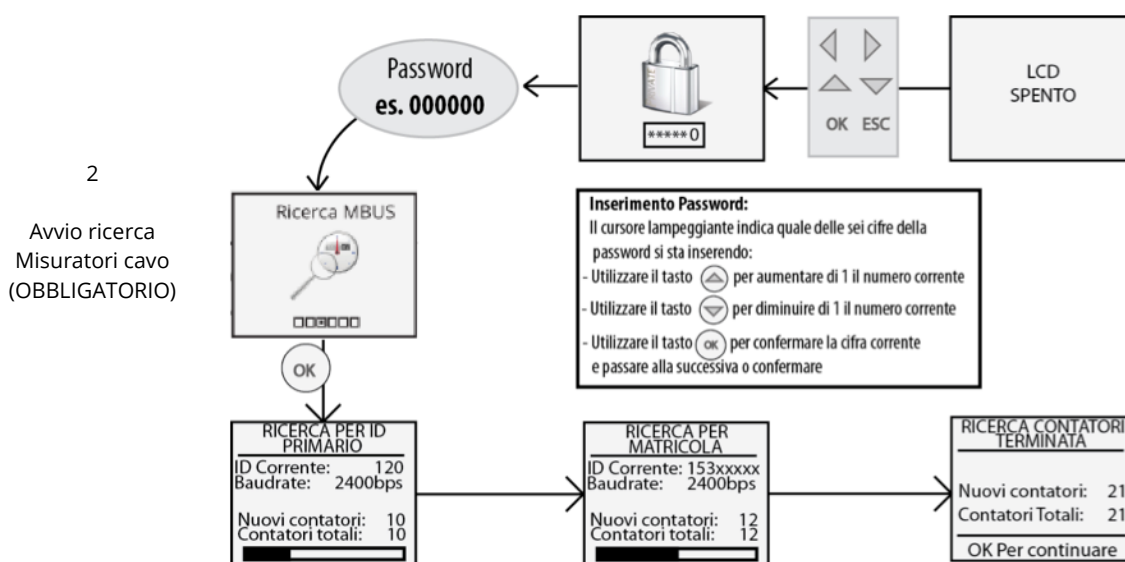 Password
es. 000000
*****0
OK ESC
LCD
SPENTO
2
Avvio ricerca
Misuratori cavo
(OBBLIGATORIO)
Ricerca MBUS
OK
Inserimento Password:
Il cursore lampeggiante indica quale delle sei cifre della
password si sta inserendo:
- Utilizzare il tasto per aumentare di 1 il numero corrente
- Utilizzare il tasto per diminuire di 1 il numero corrente
- Utilizzare il tasto OK per confermare la cifra corrente
e passare alla successiva o confermare
RICERCA PER ID
PRIMARIO
ID Corrente: 120
Baudrate: 2400bps
Nuovi contatori: 10
Contatori totali: 10
RICERCA PER
MATRICOLA
ID Corrente: 153xxxxx
Baudrate: 2400bps
Nuovi contatori: 12
Contatori totali: 12
RICERCA CONTATORI
TERMINATA
Nuovi contatori: 21
Contatori Totali: 21
OK Per continuare